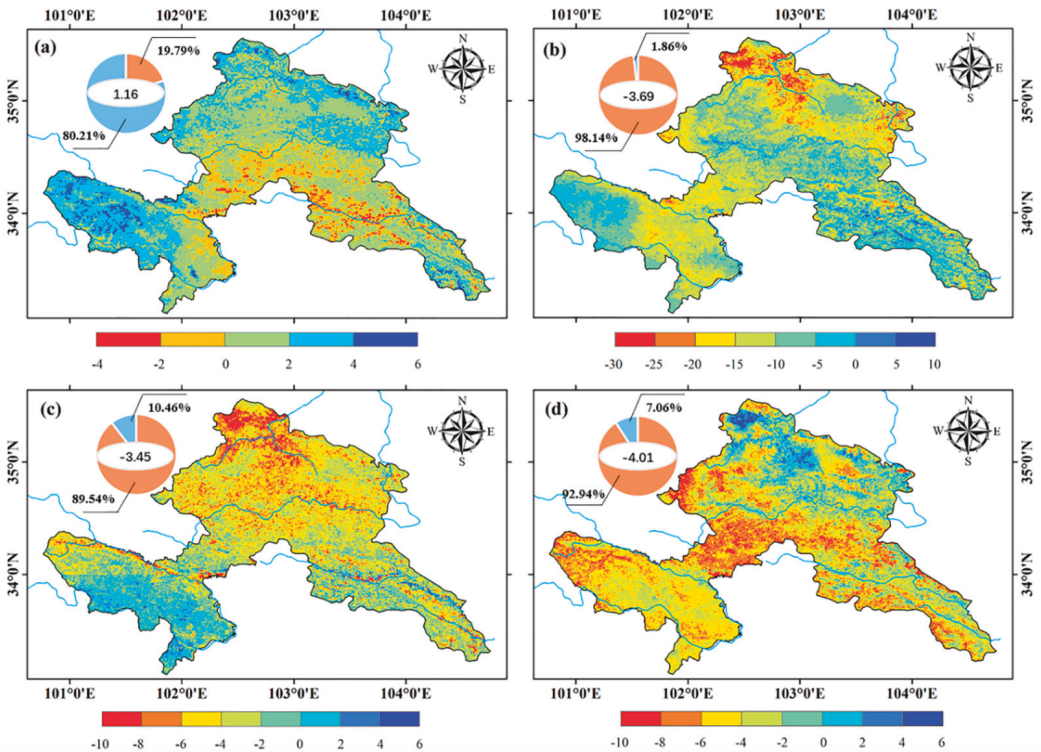 101°0'E 102°0'E 103°0'E 104°0'E 101°0'E 102°0'E 103°0'E 104°0'E
(a) 19.79% N W E S
1.16
80.21%
35°0'N
34°0'N
-4 -2 0 2 4 6
(b) 1.86% N W E S
-3.69
98.14%
35°0'N
34°0'N
-30 -25 -20 -15 -10 -5 0 5 10
(c) 10.46% N W E S
-3.45
89.54%
35°0'N
34°0'N
101°0'E 102°0'E 103°0'E 104°0'E
-10 -8 -6 -4 -2 0 2 4 6
(d) 7.06% N W E S
-4.01
92.94%
35°0'N
34°0'N
101°0'E 102°0'E 103°0'E 104°0'E
-10 -8 -6 -4 -2 0 2 4 6